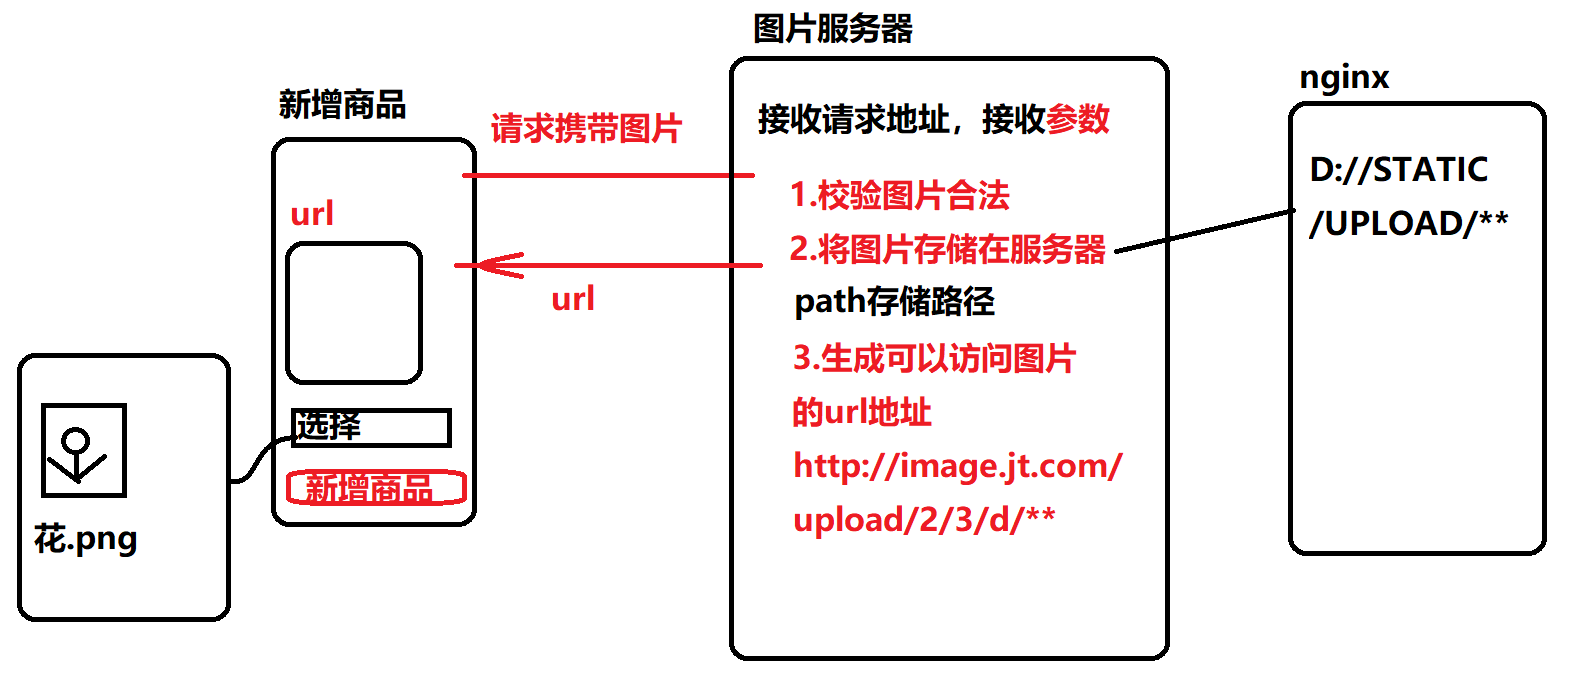 花.png
新增商品
url
选择
新增商品
请求携带图片
url
图片服务器
接收请求地址，接收参数
1.校验图片合法
2.将图片存储在服务器
path存储路径
3.生成可以访问图片
的url地址
http://image.jt.com/
upload/2/3/d/**
nginx
D://STATIC
/UPLOAD/**